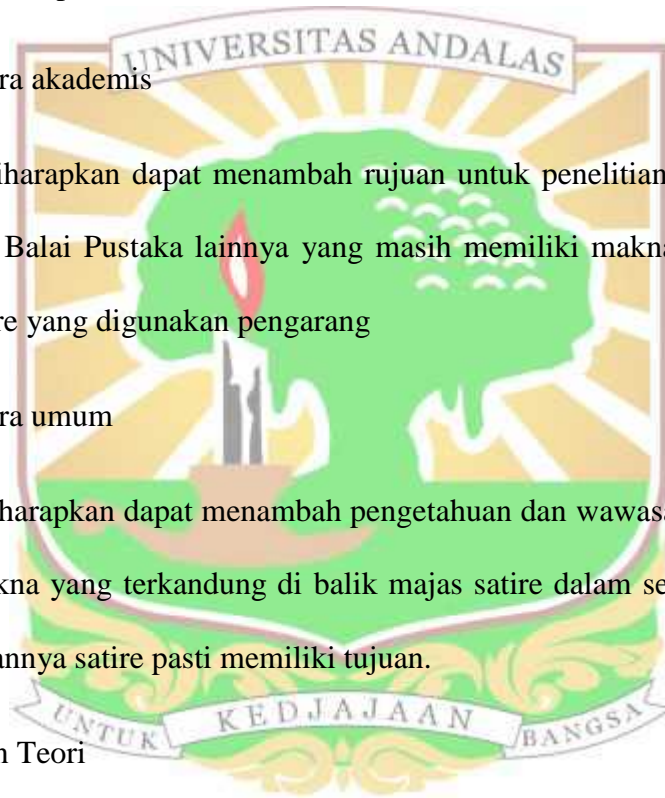 UNIVERSITAS ANDALAS
ra akademis
iharapkan dapat menambah rujuan untuk penelitian
Balai Pustaka lainnya yang masih memiliki makna
re yang digunakan pengarang
ra umum
harapkan dapat menambah pengetahuan dan wawasa
kna yang terkandung di balik majas satire dalam se
annya satire pasti memiliki tujuan.
UNTUK KEDJAJAAN BANGSA
n Teori